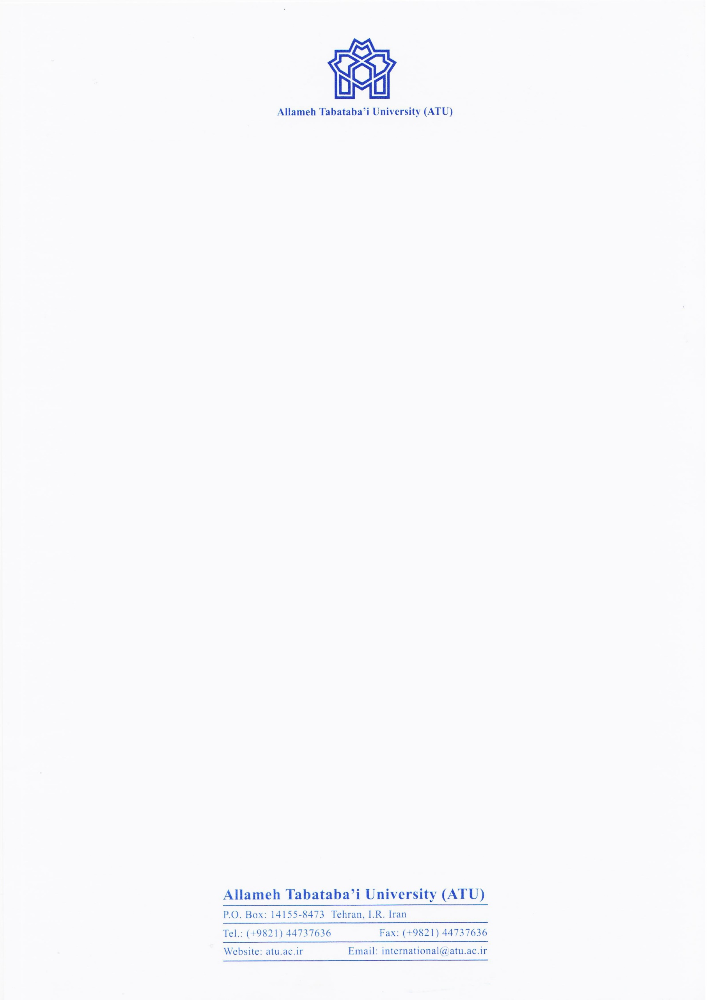 Allameh Tabataba’i University (ATU)
Allameh Tabataba’i University (ATU)
P.O. Box: 14155-8473 Tehran, I.R. Iran
Tel.: (+9821) 44737636 Fax: (+9821) 44737636
Website: atu.ac.ir Email: international@atu.ac.ir